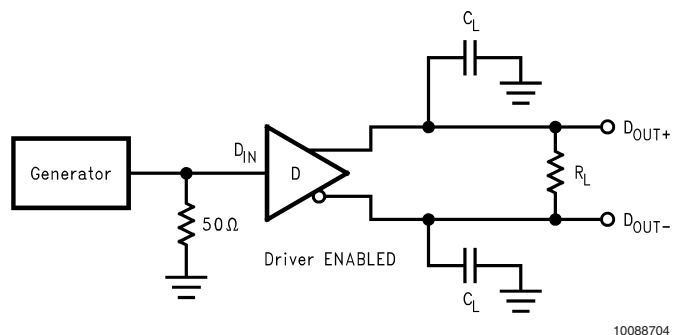 C_L
D_OUT+
D_IN
Generator
D
R_L
50Ω
D_OUT−
Driver ENABLED
C_L
10088704